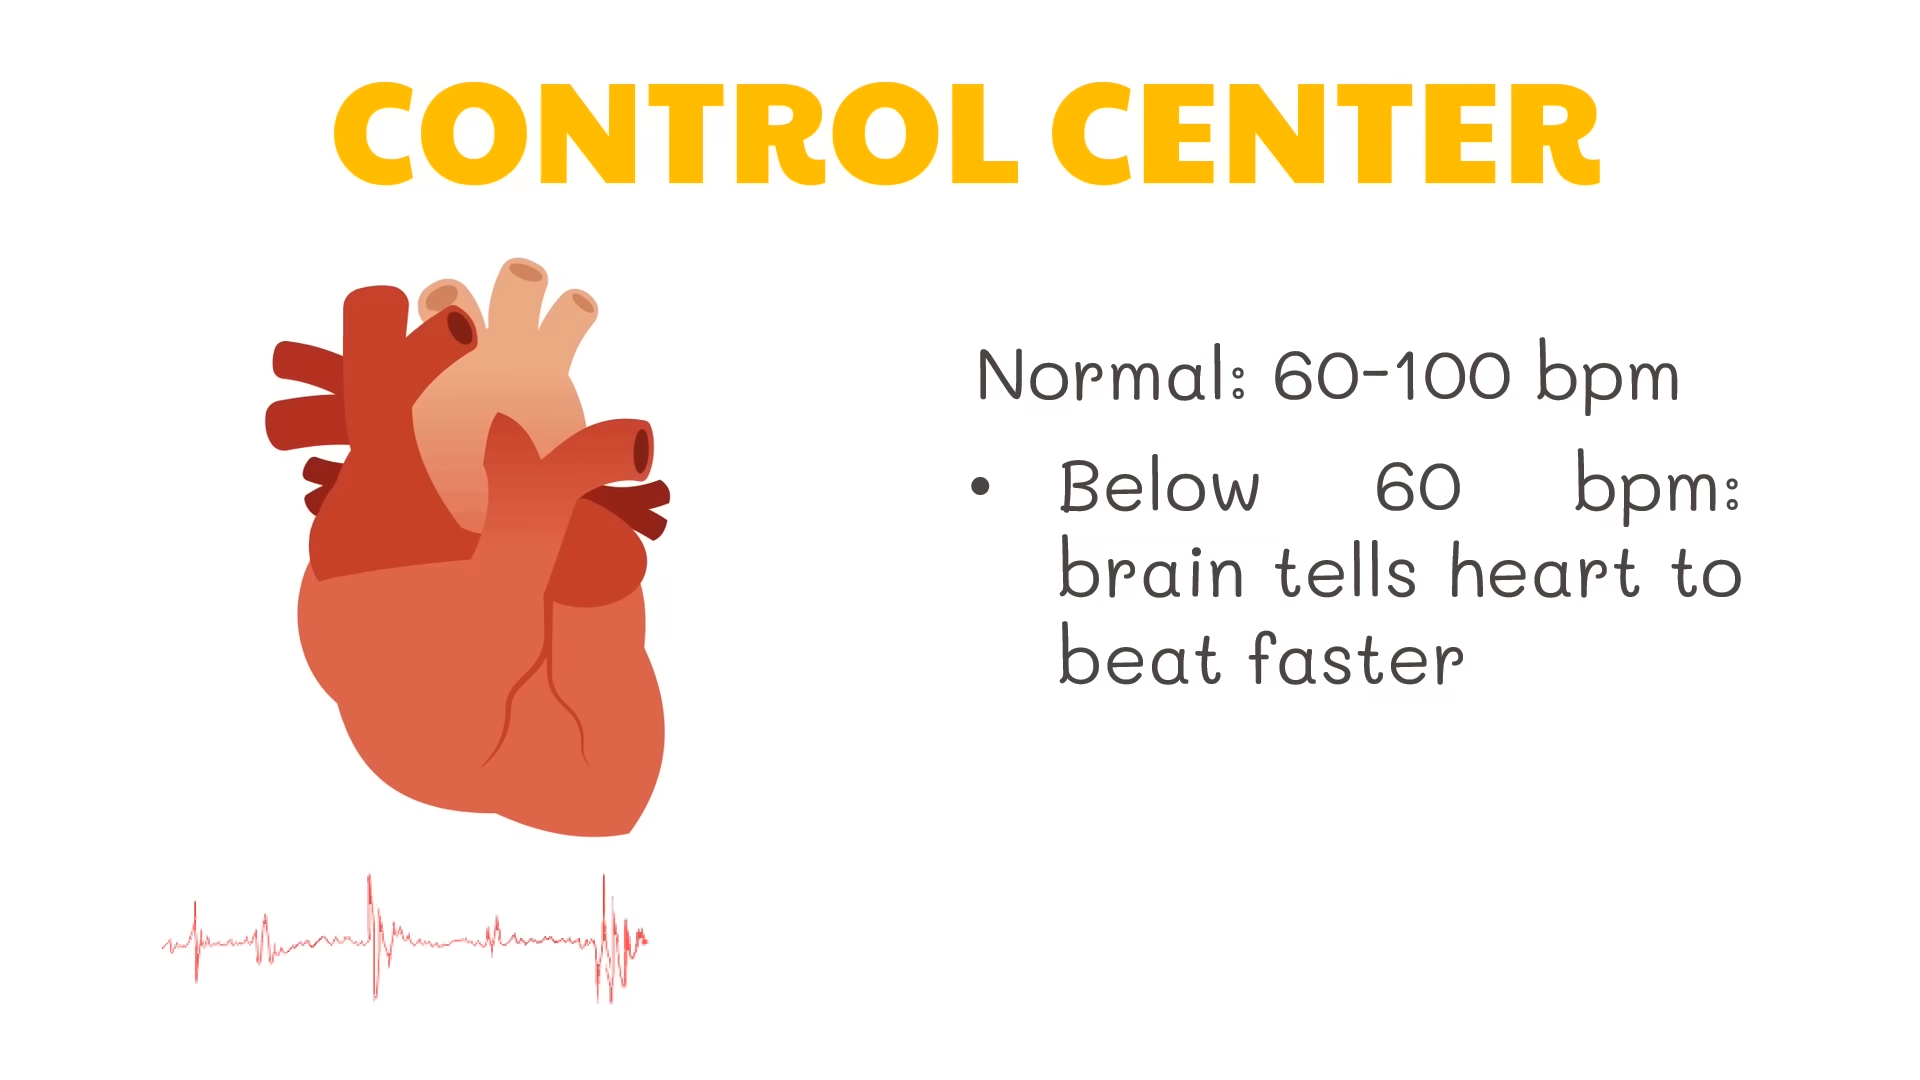 CONTROL CENTER
Normal: 60-100 bpm
• Below 60 bpm:
brain tells heart to
beat faster